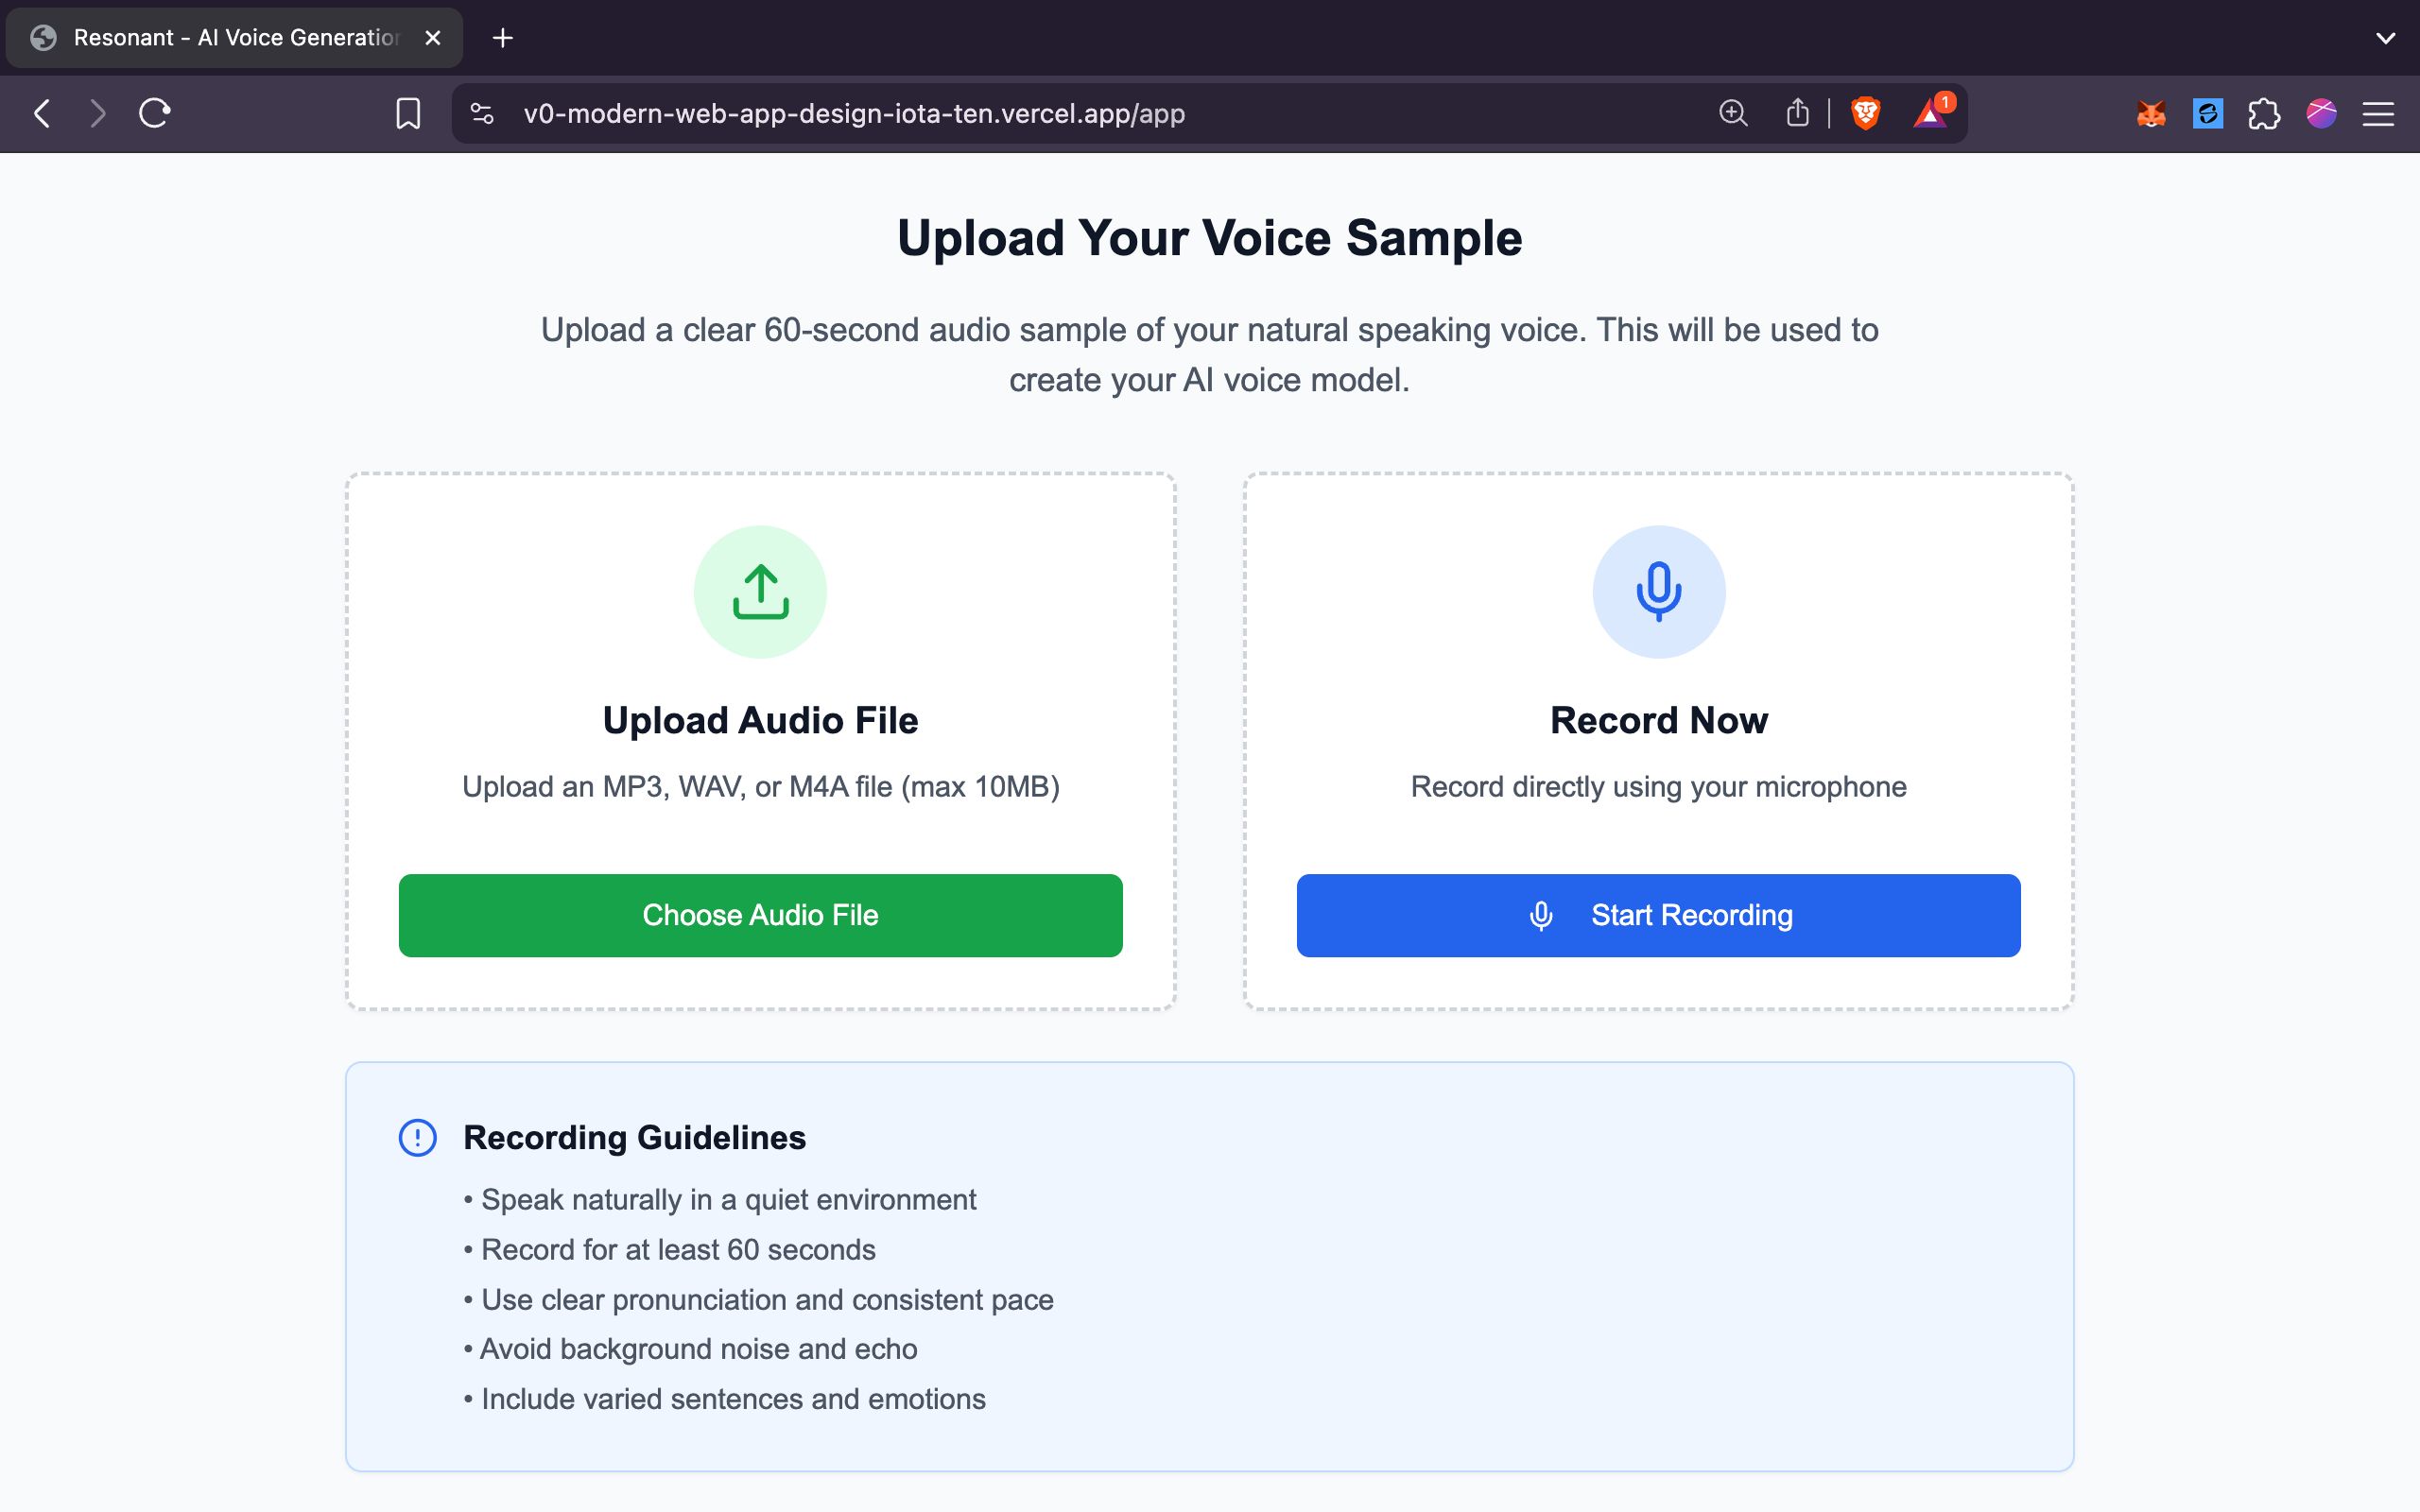 Resonant - AI Voice Generation
1
v0-modern-web-app-design-iota-ten.vercel.app/app
Upload Your Voice Sample
Upload a clear 60-second audio sample of your natural speaking voice. This will be used to
create your AI voice model.
Upload Audio File
Upload an MP3, WAV, or M4A file (max 10MB)
Choose Audio File
Record Now
Record directly using your microphone
Start Recording
Recording Guidelines
• Speak naturally in a quiet environment
• Record for at least 60 seconds
• Use clear pronunciation and consistent pace
• Avoid background noise and echo
• Include varied sentences and emotions